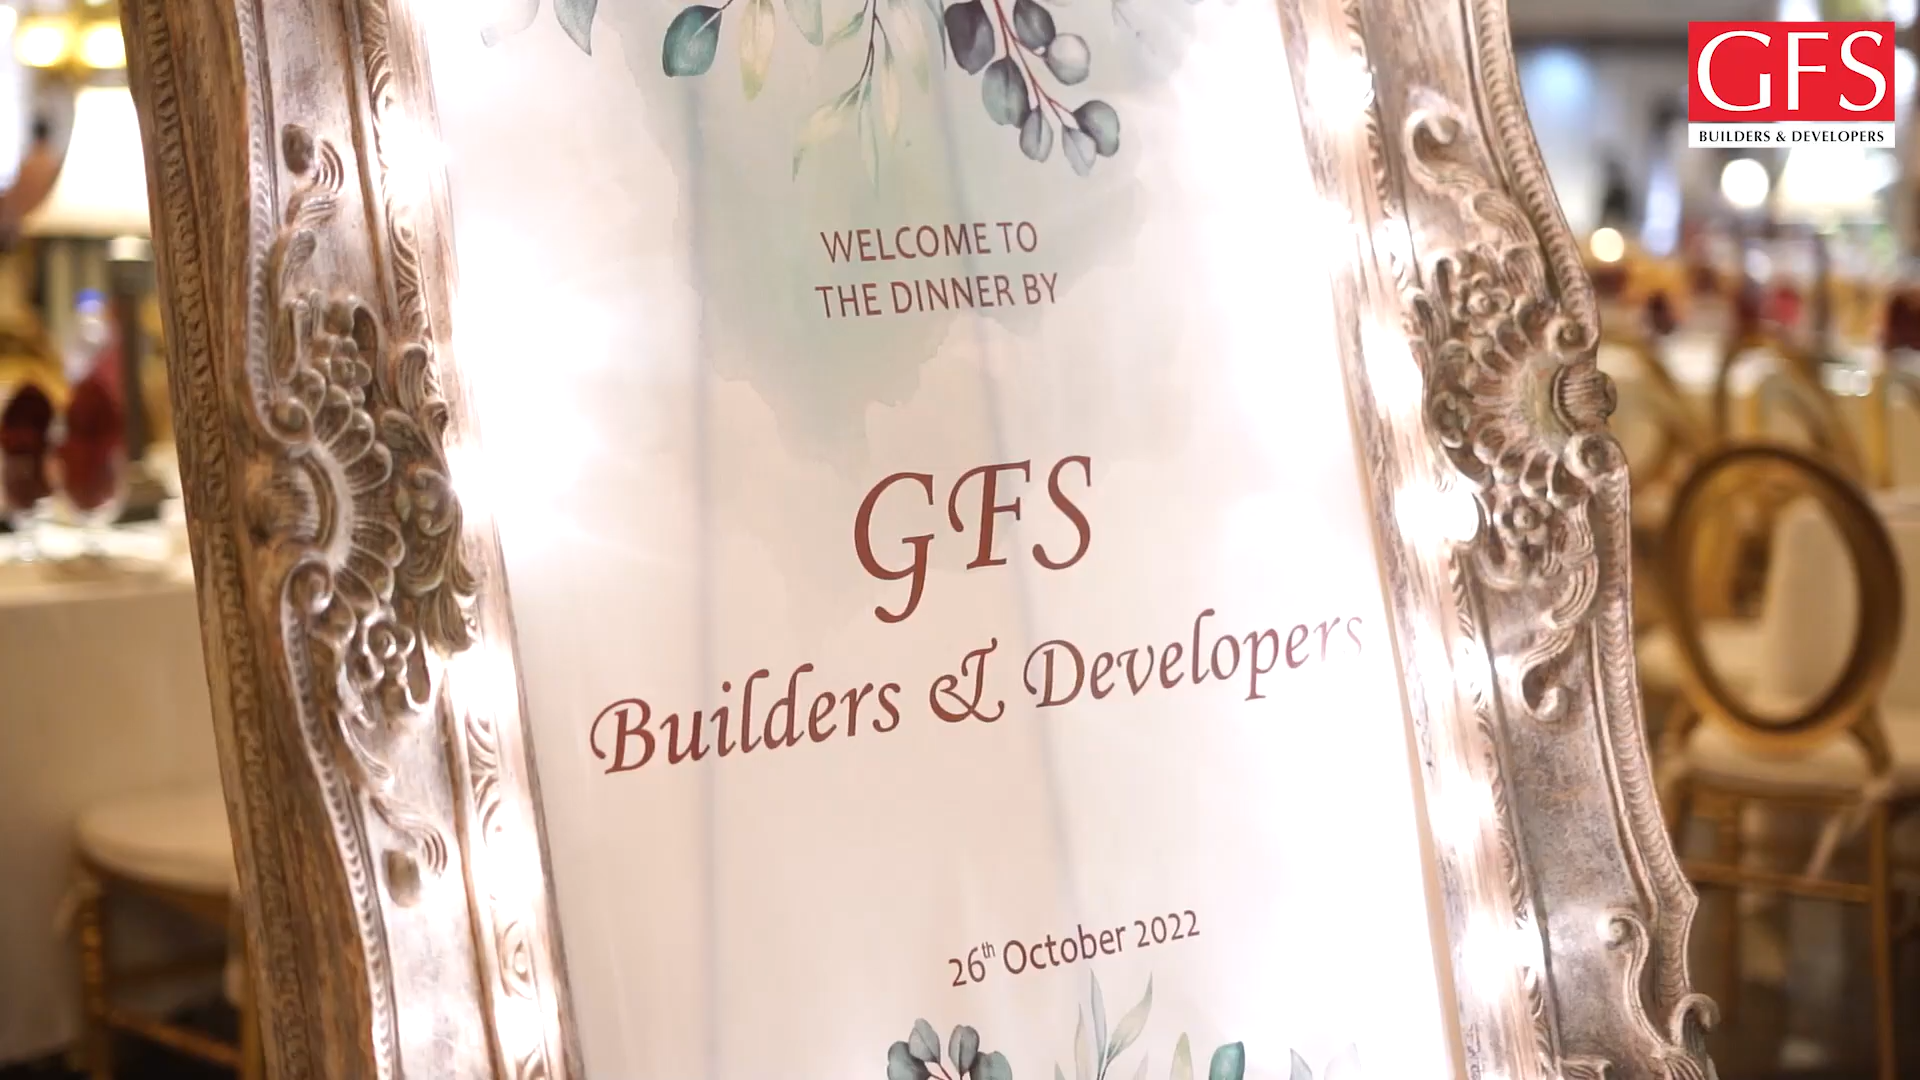 GFS
BUILDERS & DEVELOPERS
WELCOME TO
THE DINNER BY
GFS
Builders & Developers
26th October 2022